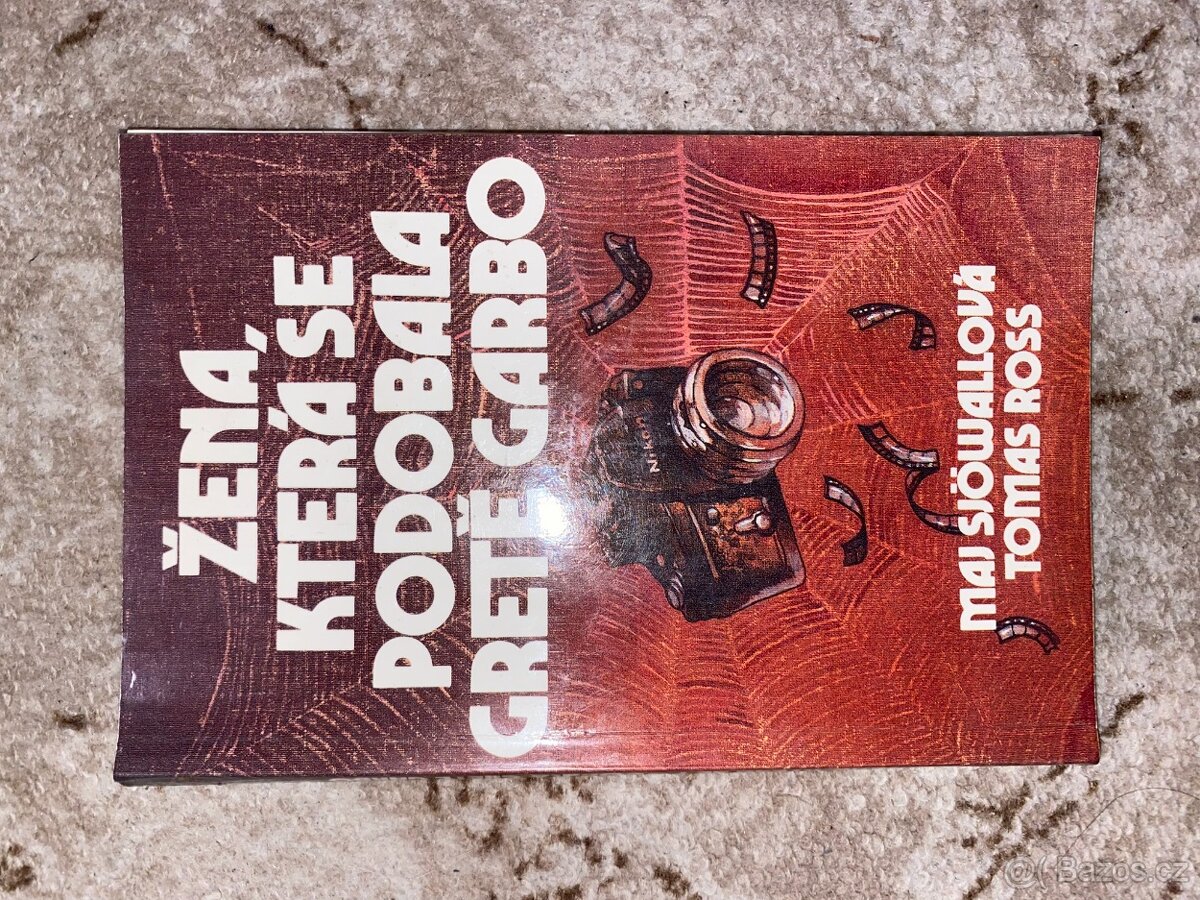 ŽENA,
KTERÁ SE
PODOBALA
GRETĚ GARBO
NIKON
MAJ SJÖWALLOVÁ
TOMAS ROSS
Bazos.cz